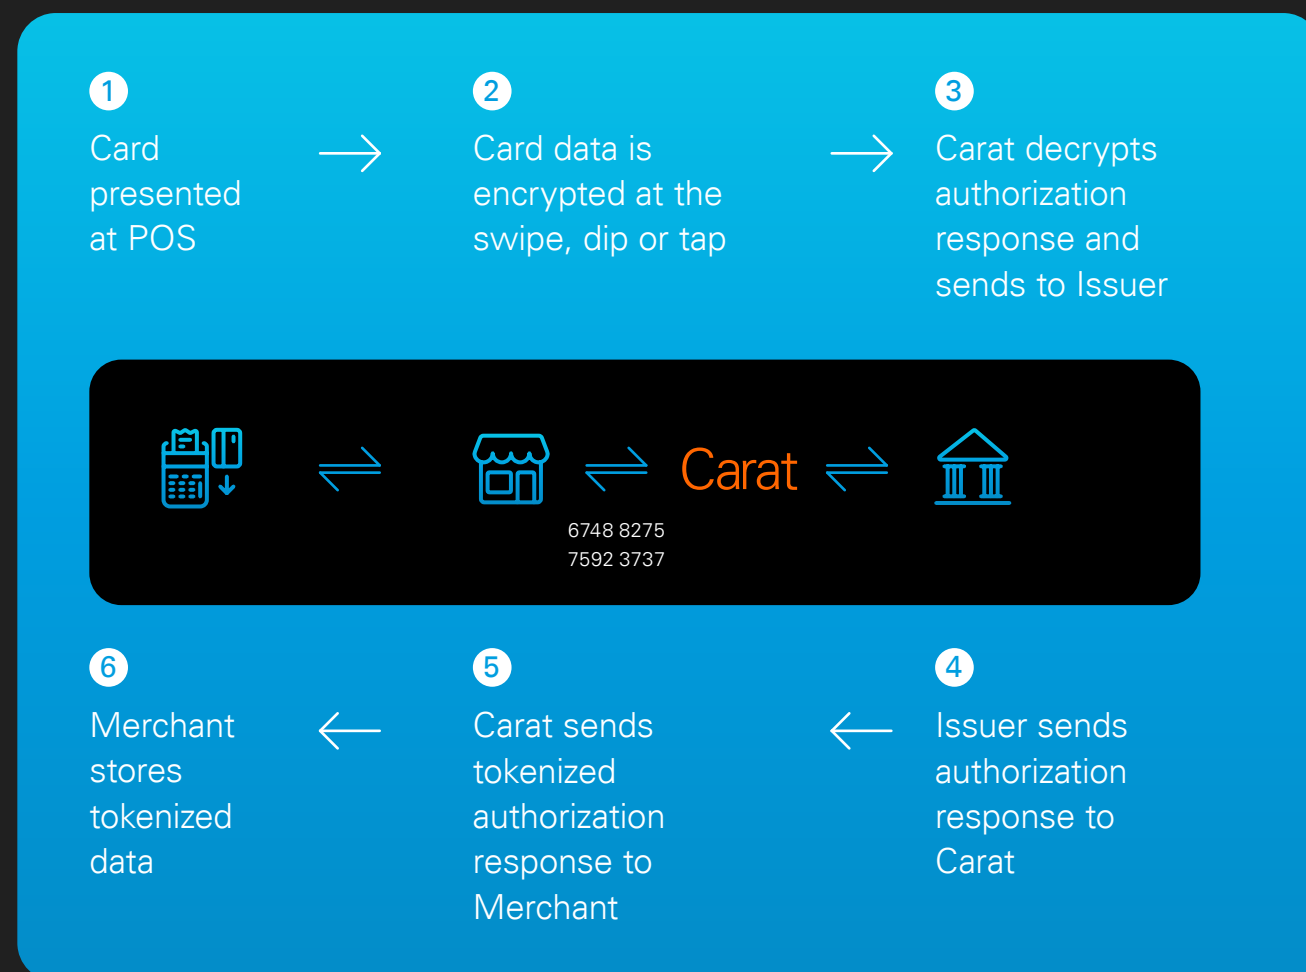 1
Card
presented
at POS
2
Card data is
encrypted at the
swipe, dip or tap
3
Carat decrypts
authorization
response and
sends to Issuer
Carat
6748 8275
7592 3737
6
Merchant
stores
tokenized
data
5
Carat sends
tokenized
authorization
response to
Merchant
4
Issuer sends
authorization
response to
Carat